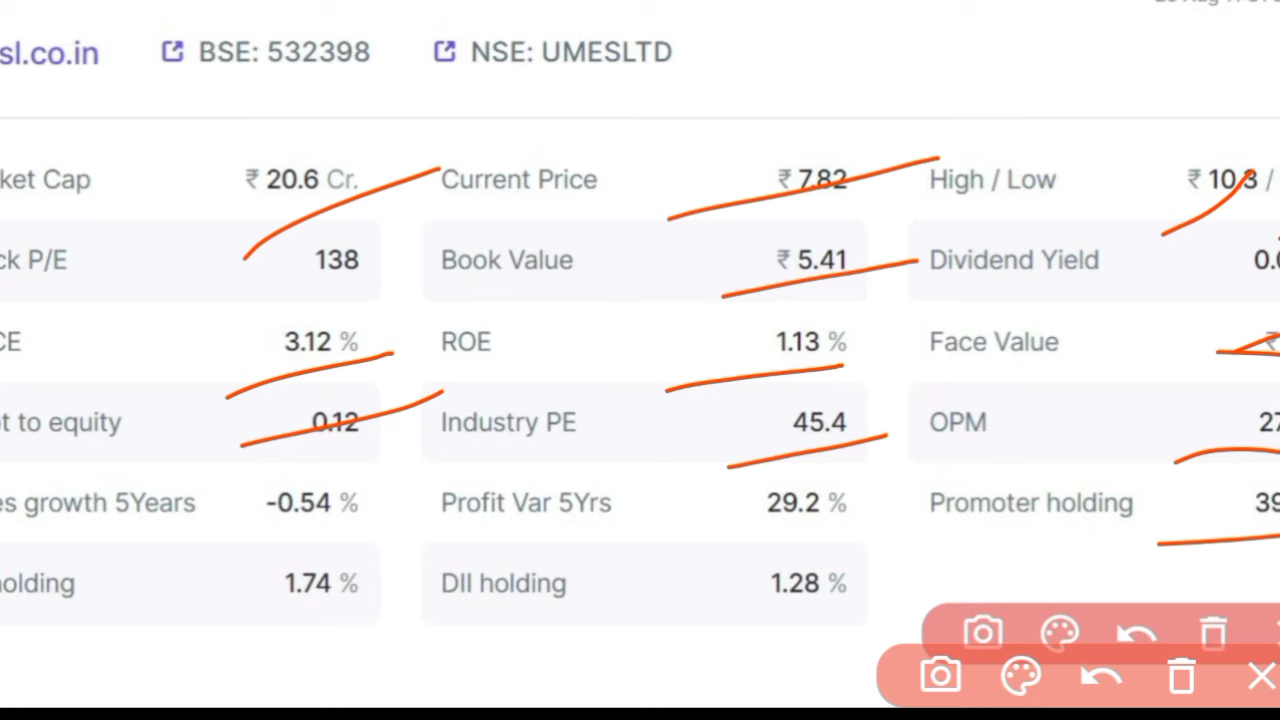 sl.co.in BSE: 532398 NSE: UMESLTD
ket Cap ₹ 20.6 Cr. Current Price ₹ 7.82 High / Low ₹ 10.3 /
ck P/E 138 Book Value ₹ 5.41 Dividend Yield 0.0
CE 3.12 % ROE 1.13 % Face Value ₹
t to equity 0.12 Industry PE 45.4 OPM 27
es growth 5Years -0.54 % Profit Var 5Yrs 29.2 % Promoter holding 39
olding 1.74 % DII holding 1.28 %